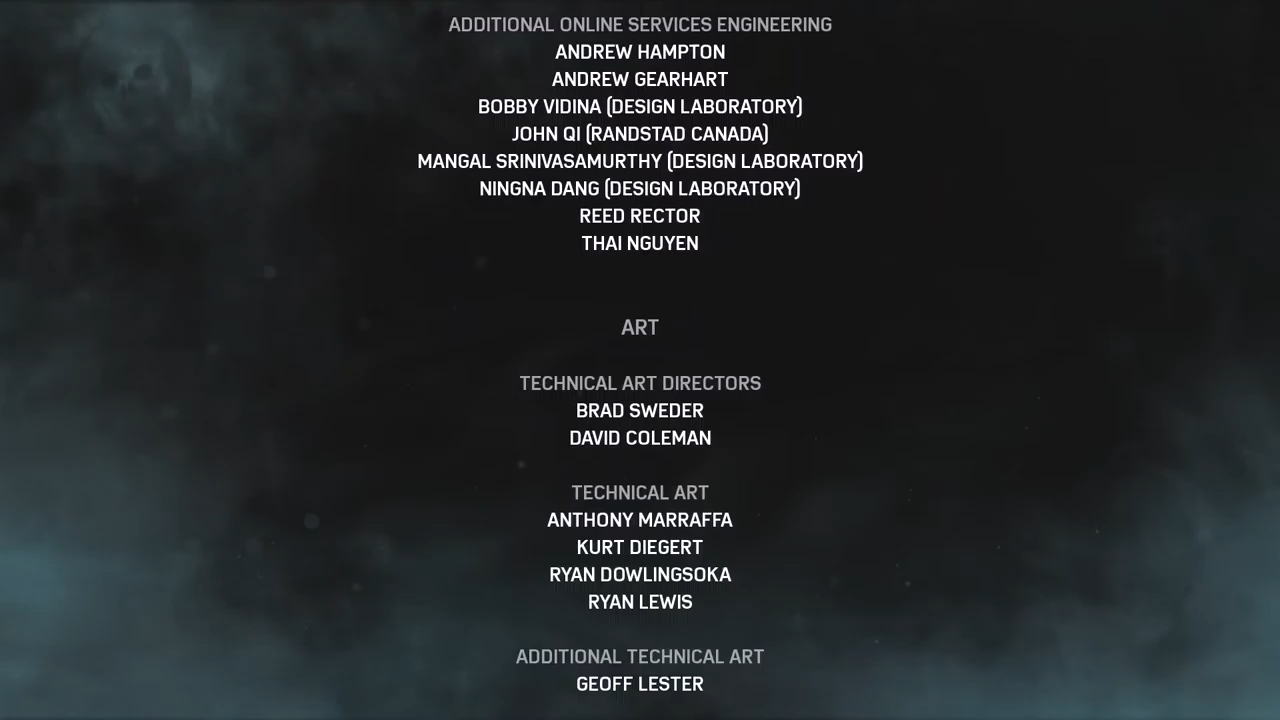 ADDITIONAL ONLINE SERVICES ENGINEERING
ANDREW HAMPTON
ANDREW GEARHART
BOBBY VIDINA (DESIGN LABORATORY)
JOHN QI (RANDSTAD CANADA)
MANGAL SRINIVASAMURTHY (DESIGN LABORATORY)
NINGNA DANG (DESIGN LABORATORY)
REED RECTOR
THAI NGUYEN
ART
TECHNICAL ART DIRECTORS
BRAD SWEDER
DAVID COLEMAN
TECHNICAL ART
ANTHONY MARRAFFA
KURT DIEGERT
RYAN DOWLINGSOKA
RYAN LEWIS
ADDITIONAL TECHNICAL ART
GEOFF LESTER